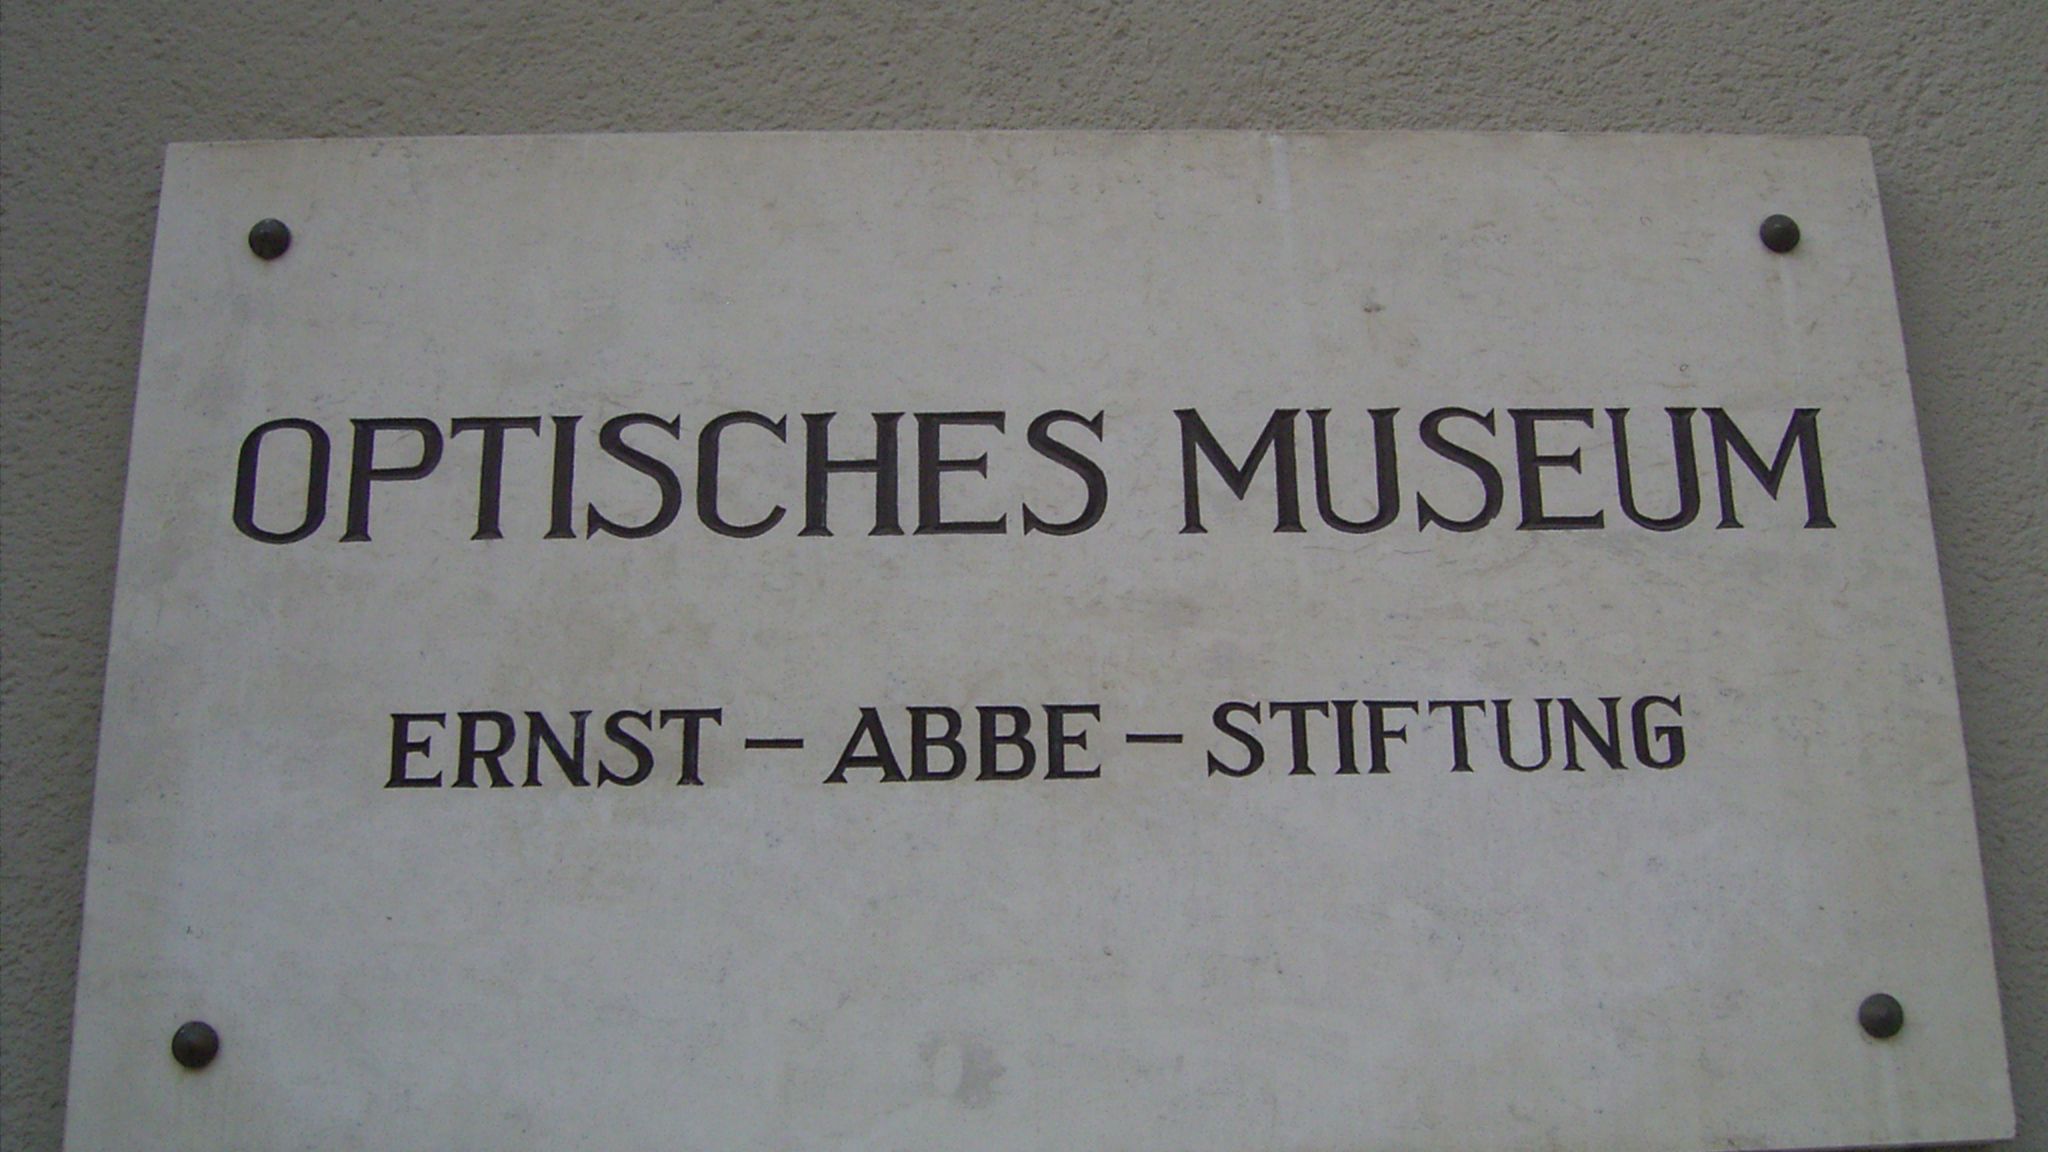 OPTISCHES MUSEUM
ERNST – ABBE – STIFTUNG